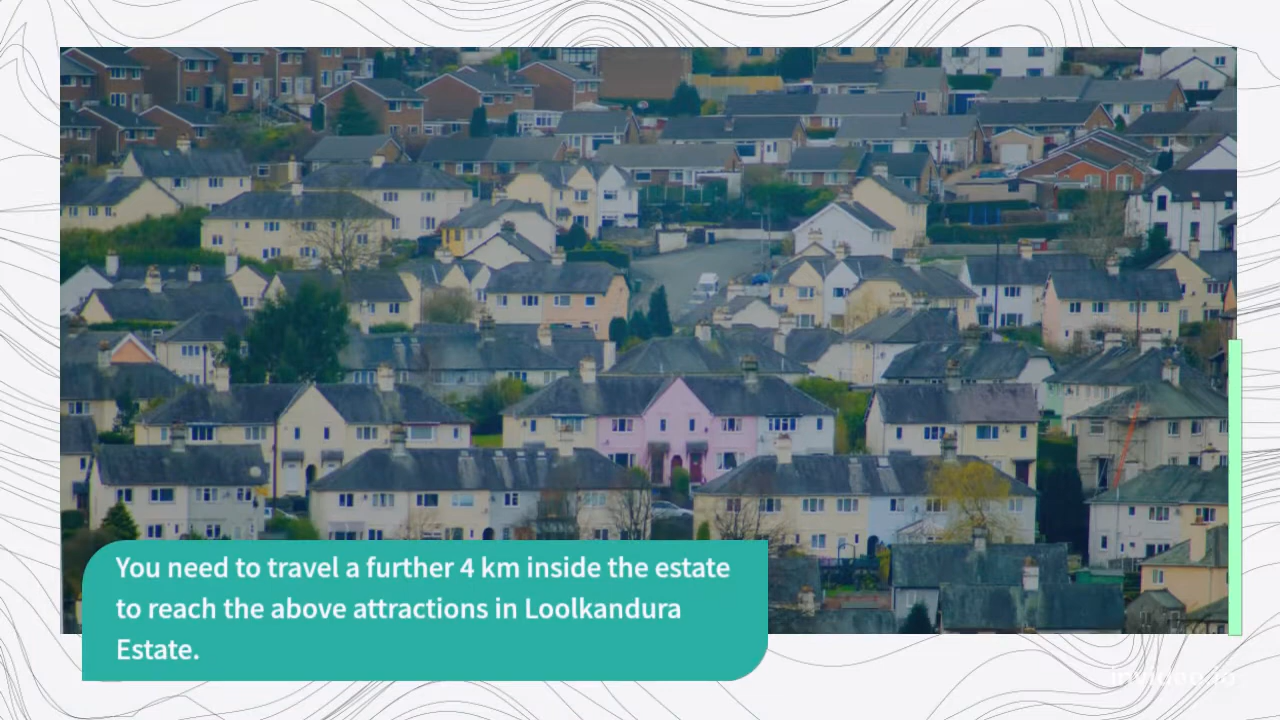 You need to travel a further 4 km inside the estate
to reach the above attractions in Loolkandura
Estate.